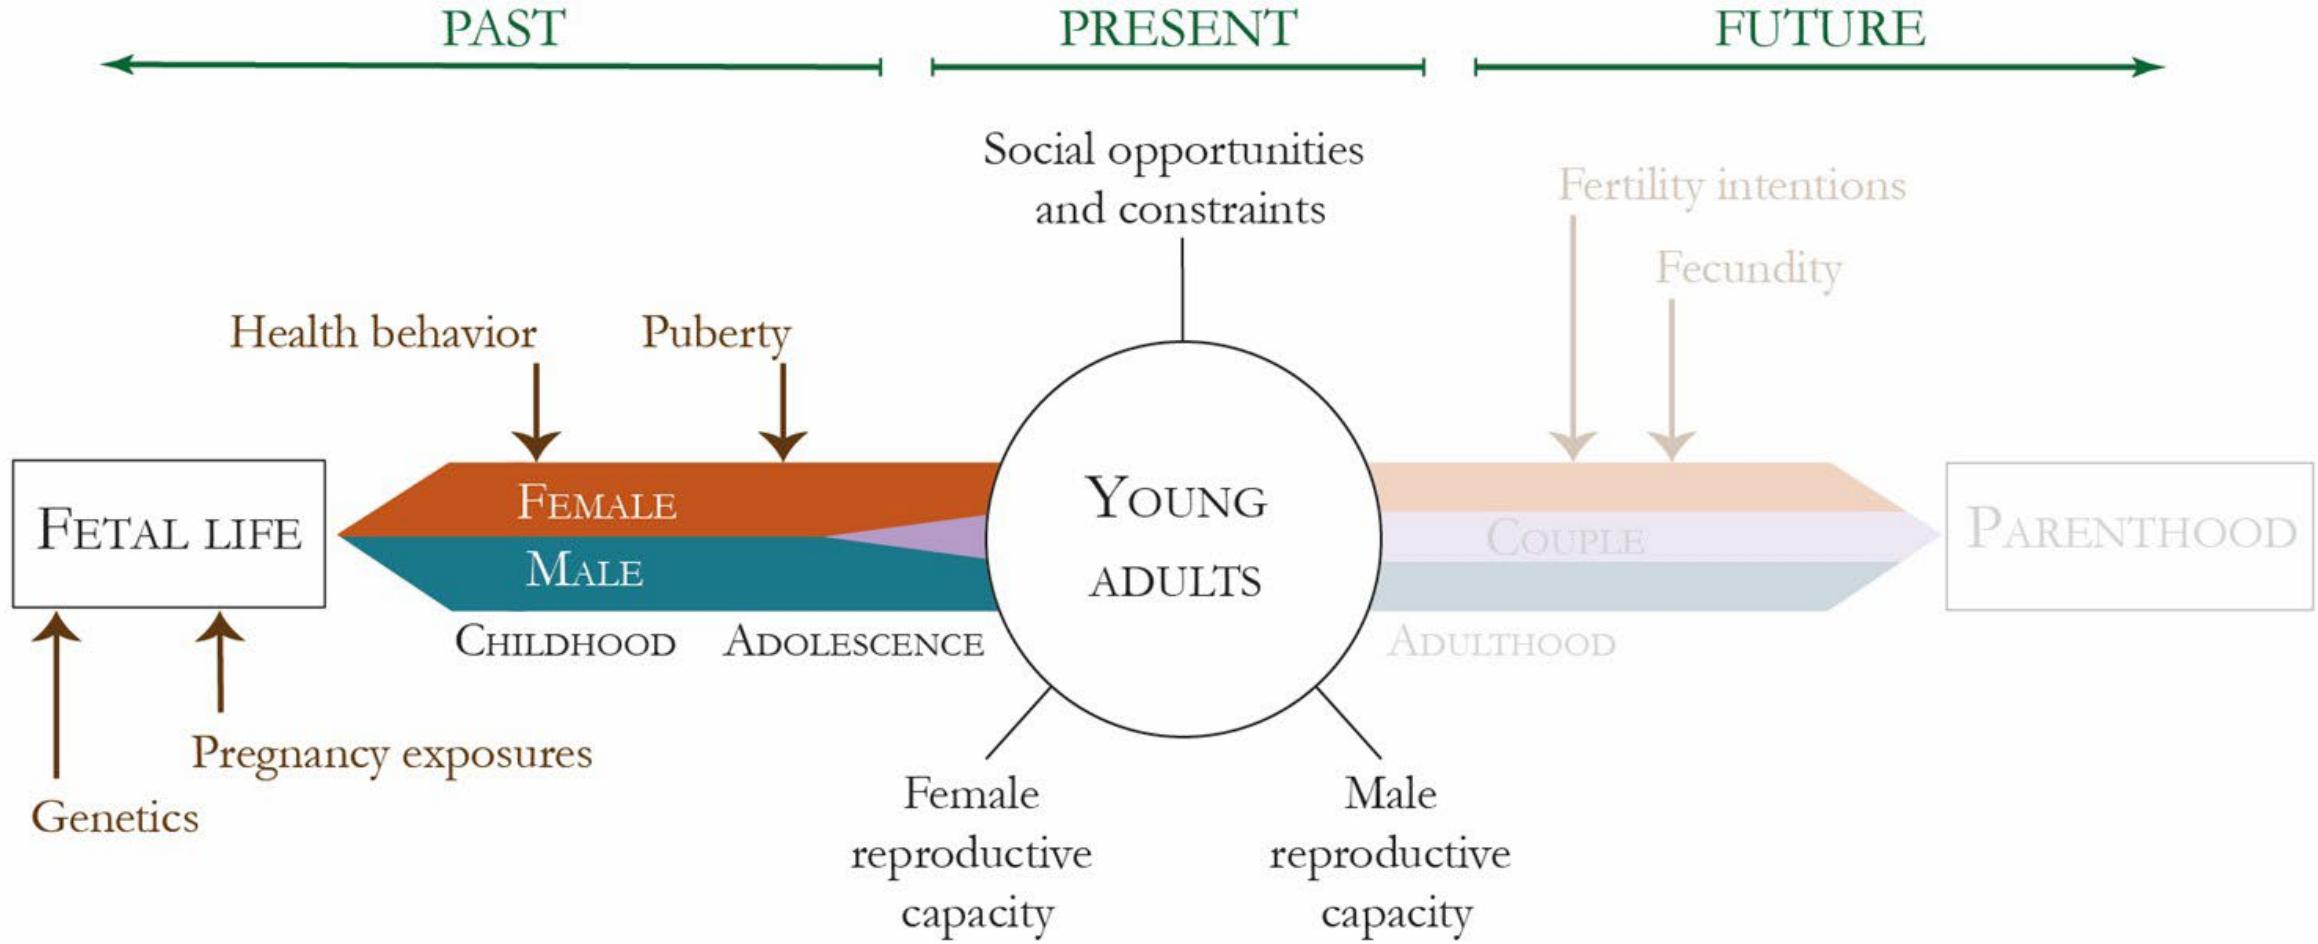 PAST
PRESENT
FUTURE
Social opportunities
and constraints
Fertility intentions
Fecundity
Health behavior
Puberty
FETAL LIFE
FEMALE
MALE
YOUNG
ADULTS
COUPLE
PARENTHOOD
CHILDHOOD
ADOLESCENCE
ADULTHOOD
Pregnancy exposures
Genetics
Female
reproductive
capacity
Male
reproductive
capacity